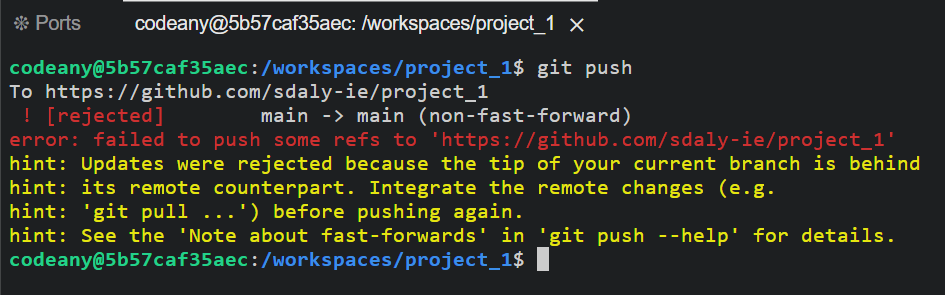 Ports
codeany@5b57caf35aec: /workspaces/project_1
codeany@5b57caf35aec:/workspaces/project_1$ git push
To https://github.com/sdaly-ie/project_1
 ! [rejected]        main -> main (non-fast-forward)
error: failed to push some refs to 'https://github.com/sdaly-ie/project_1'
hint: Updates were rejected because the tip of your current branch is behind
hint: its remote counterpart. Integrate the remote changes (e.g.
hint: 'git pull ...') before pushing again.
hint: See the 'Note about fast-forwards' in 'git push --help' for details.
codeany@5b57caf35aec:/workspaces/project_1$